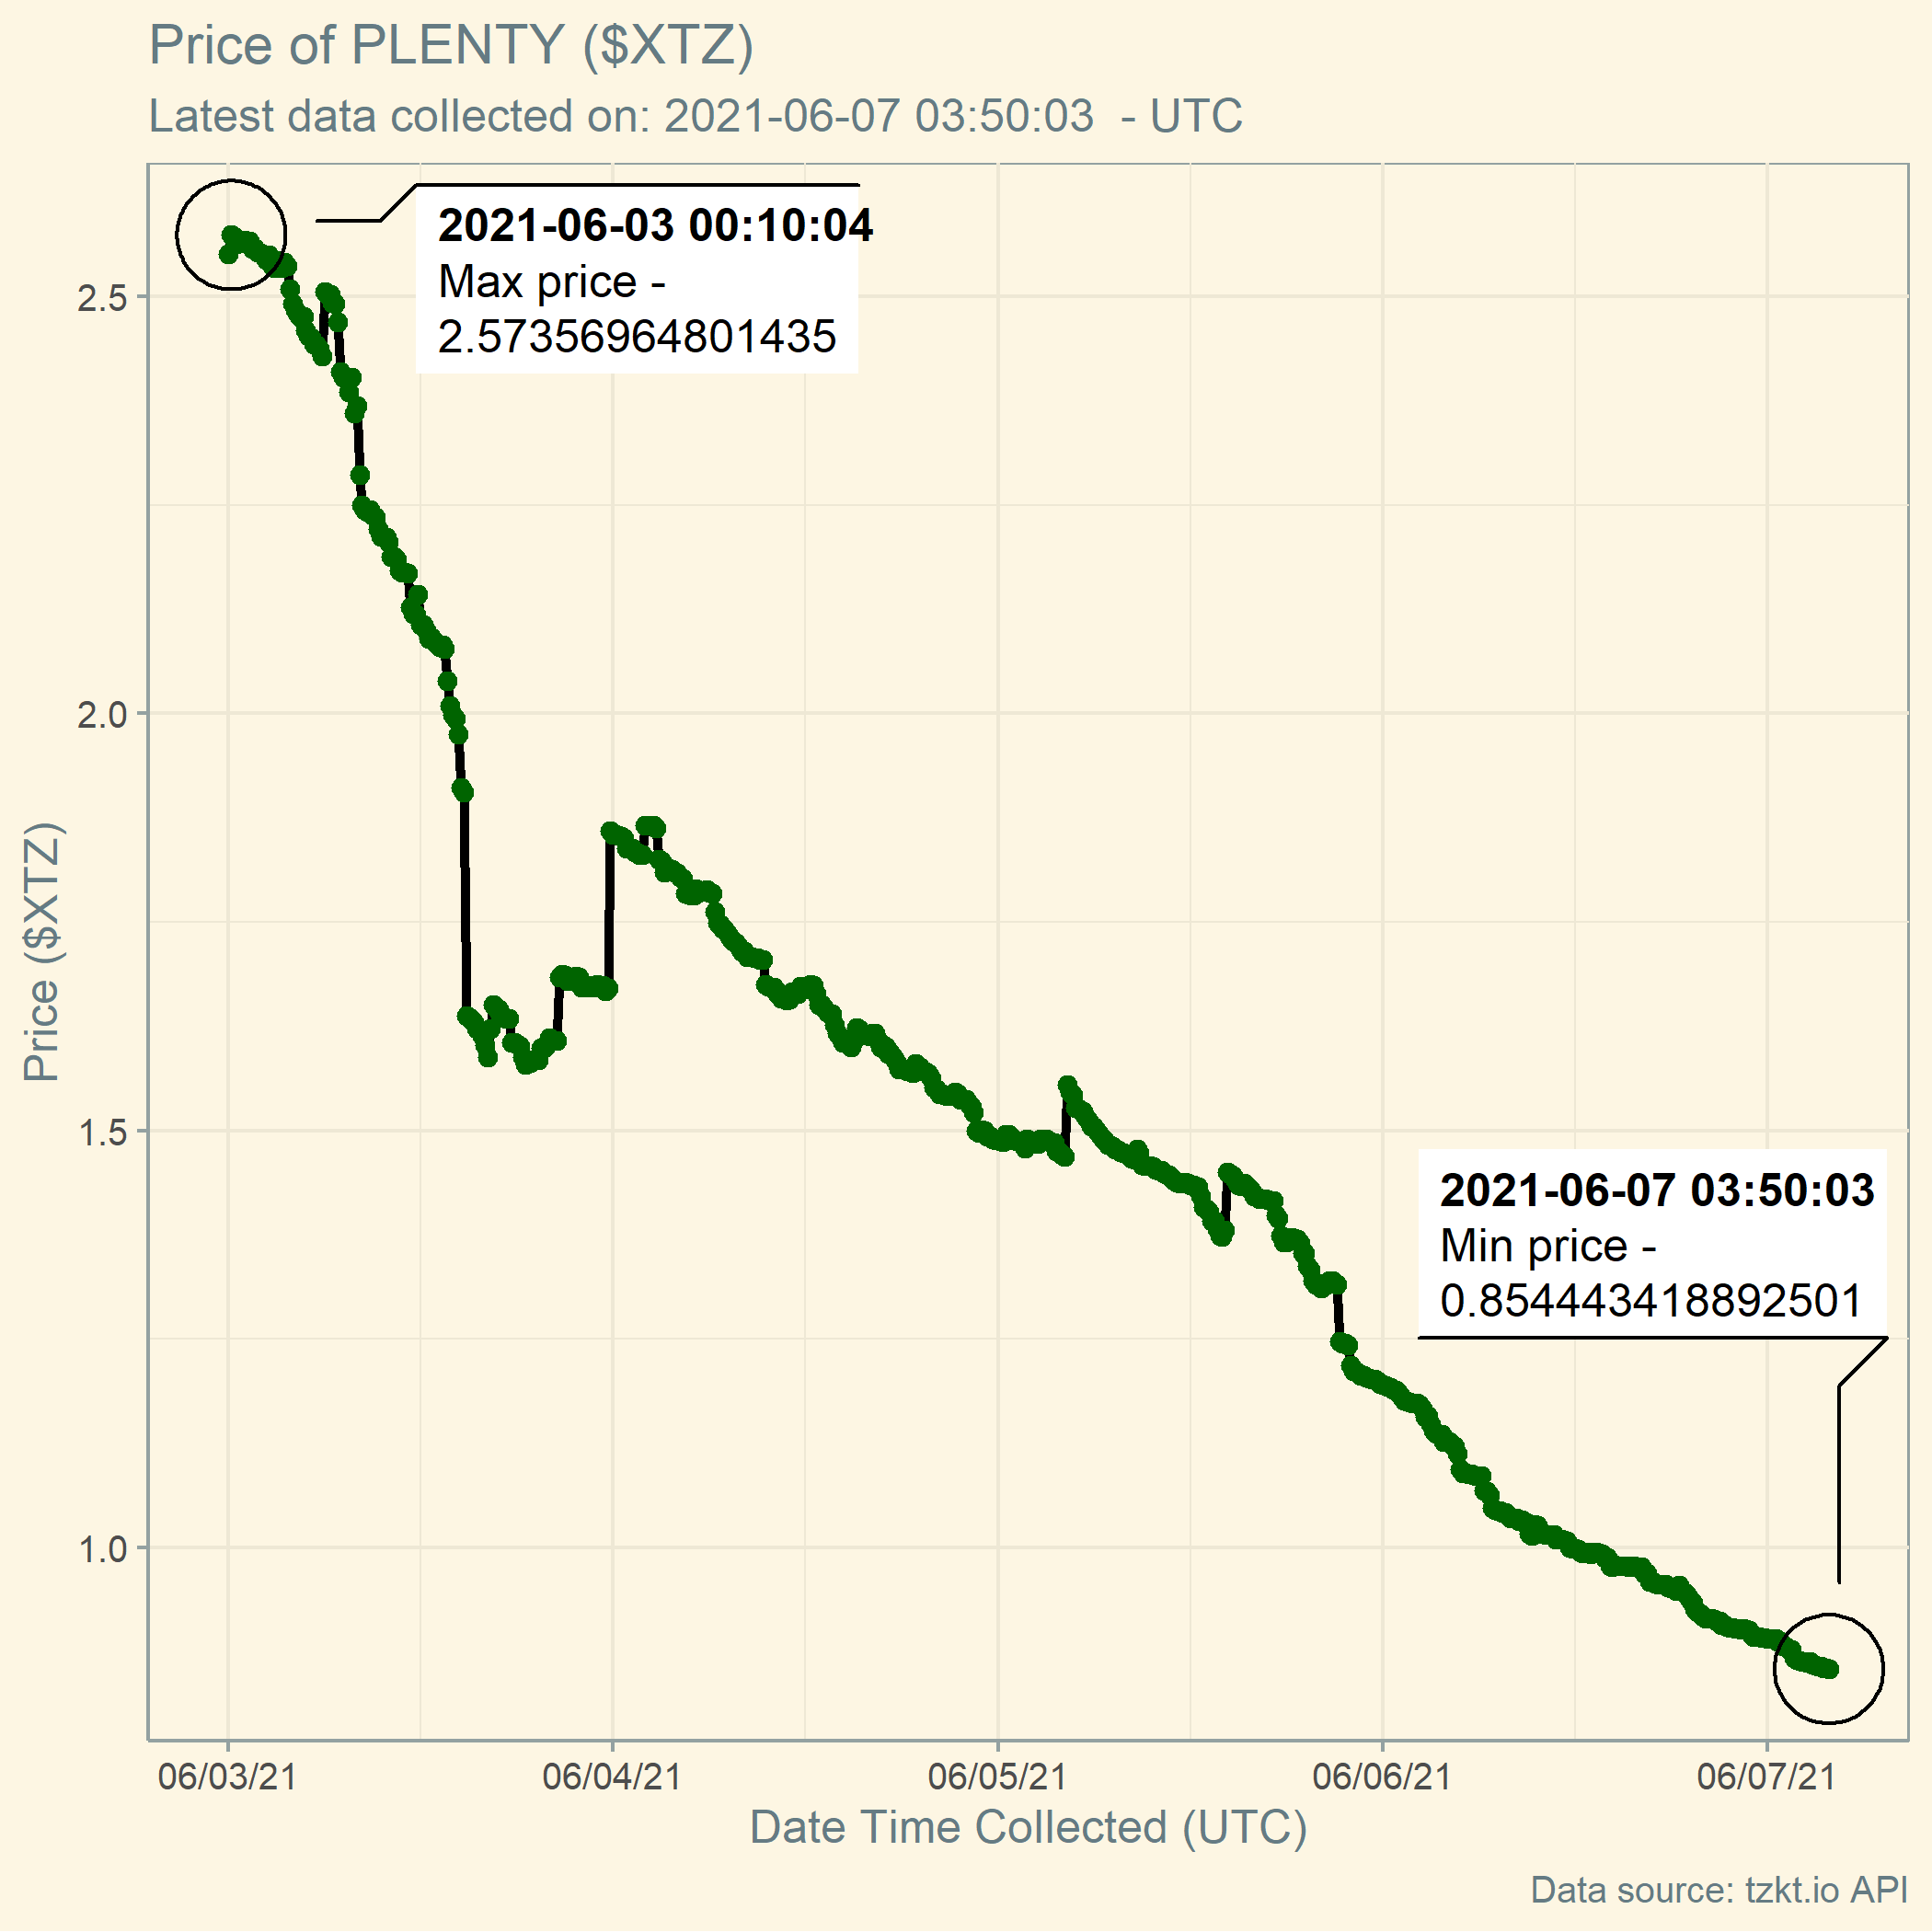 Price of PLENTY ($XTZ)
Latest data collected on: 2021-06-07 03:50:03  - UTC
2021-06-03 00:10:04
Max price -
2.57356964801435
2.5
2.0
1.5
1.0
Price ($XTZ)
2021-06-07 03:50:03
Min price -
0.854443418892501
06/03/21
06/04/21
06/05/21
06/06/21
06/07/21
Date Time Collected (UTC)
Data source: tzkt.io API